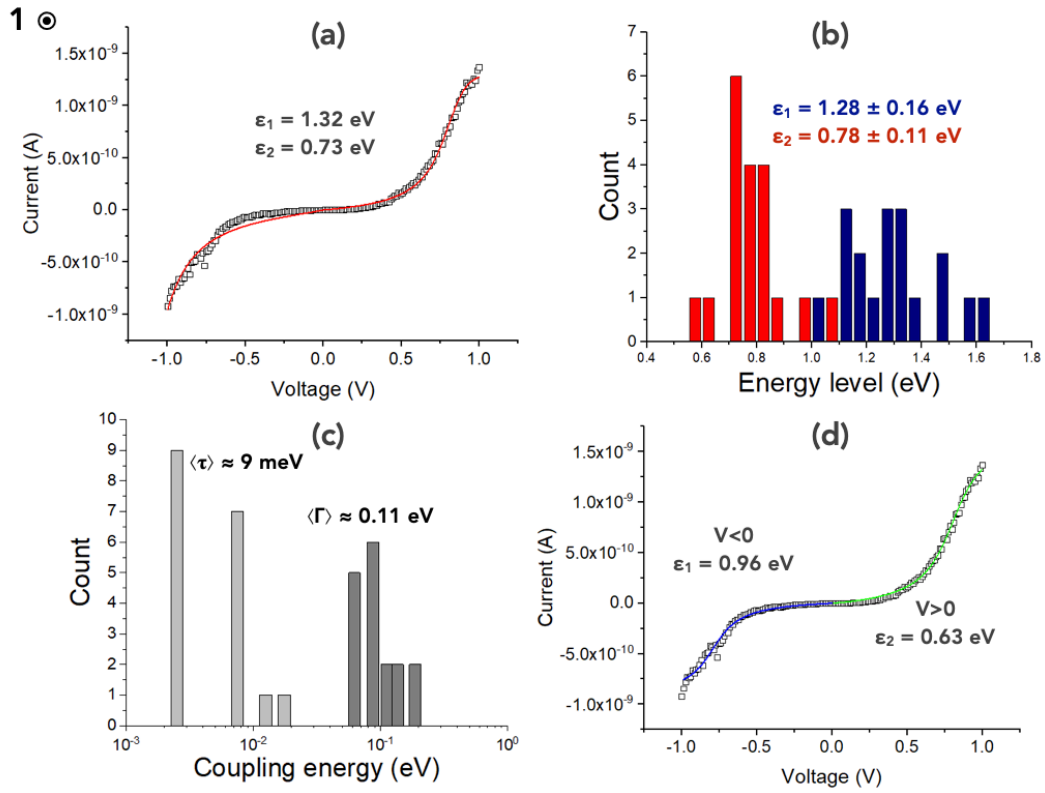 1 ⦿
(a)
1.5x10⁻⁹
1.0x10⁻⁹
5.0x10⁻¹⁰
0.0
-5.0x10⁻¹⁰
-1.0x10⁻⁹
Current (A)
ε₁ = 1.32 eV
ε₂ = 0.73 eV
-1.0 -0.5 0.0 0.5 1.0
Voltage (V)
(b)
7
6
5
4
3
2
1
0
Count
ε₁ = 1.28 ± 0.16 eV
ε₂ = 0.78 ± 0.11 eV
0.4 0.6 0.8 1.0 1.2 1.4 1.6 1.8
Energy level (eV)
(c)
10
9
8
7
6
5
4
3
2
1
0
Count
⟨τ⟩ ≈ 9 meV
⟨Γ⟩ ≈ 0.11 eV
10⁻³ 10⁻² 10⁻¹ 10⁰
Coupling energy (eV)
(d)
1.5x10⁻⁹
1.0x10⁻⁹
5.0x10⁻¹⁰
0.0
-5.0x10⁻¹⁰
-1.0x10⁻⁹
Current (A)
V<0
ε₁ = 0.96 eV
V>0
ε₂ = 0.63 eV
-1.0 -0.5 0.0 0.5 1.0
Voltage (V)